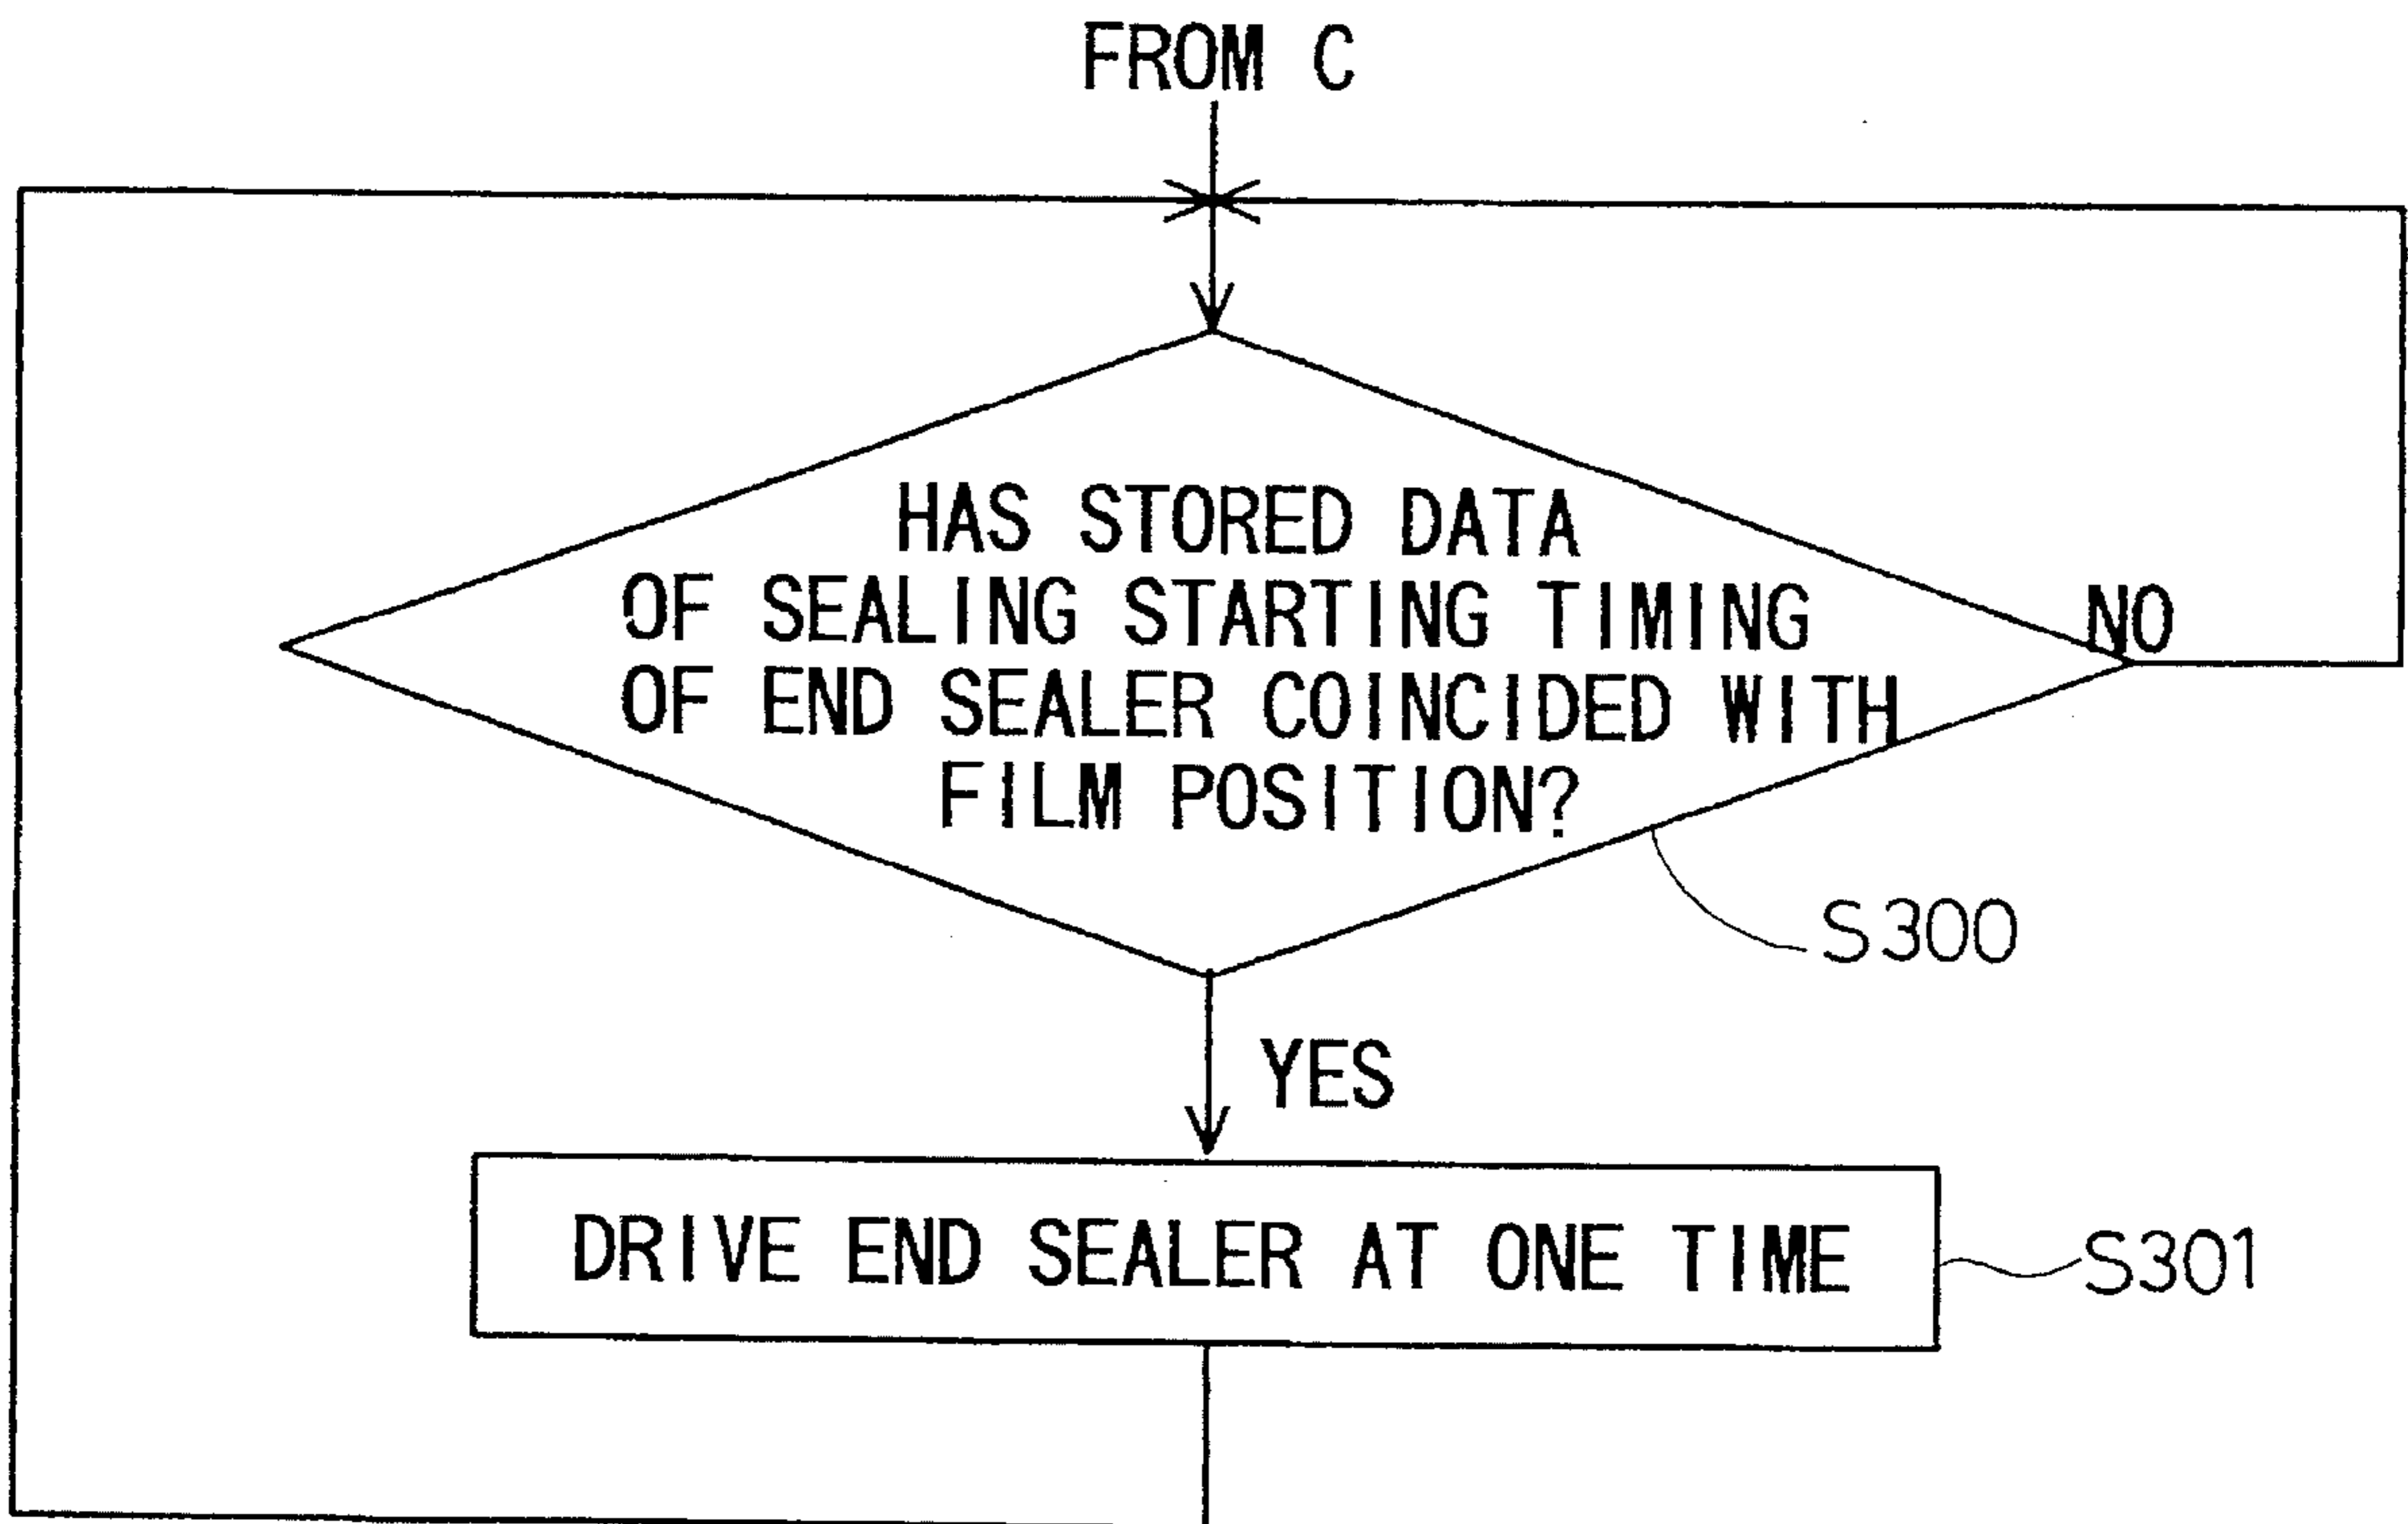 FROM C
HAS STORED DATA
OF SEALING STARTING TIMING
OF END SEALER COINCIDED WITH
FILM POSITION?
NO
S300
YES
DRIVE END SEALER AT ONE TIME
S301